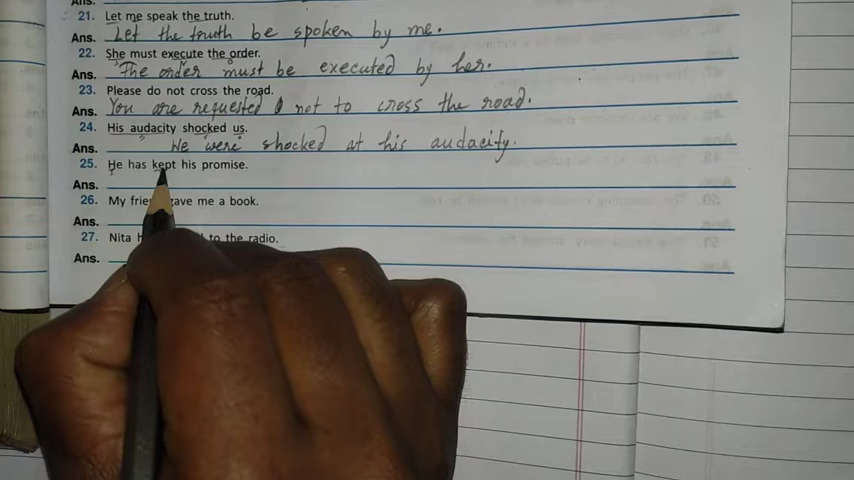 Ans.
21. Let me speak the truth.
Ans. Let the truth be spoken by me.
22. She must execute the order.
Ans. The order must be executed by her.
23. Please do not cross the road.
Ans. You are requested not to cross the road.
24. His audacity shocked us.
Ans. We were shocked at his audacity.
25. He has kept his promise.
Ans.
26. My frien gave me a book.
Ans.
27. Nita h d to the radio.
Ans.